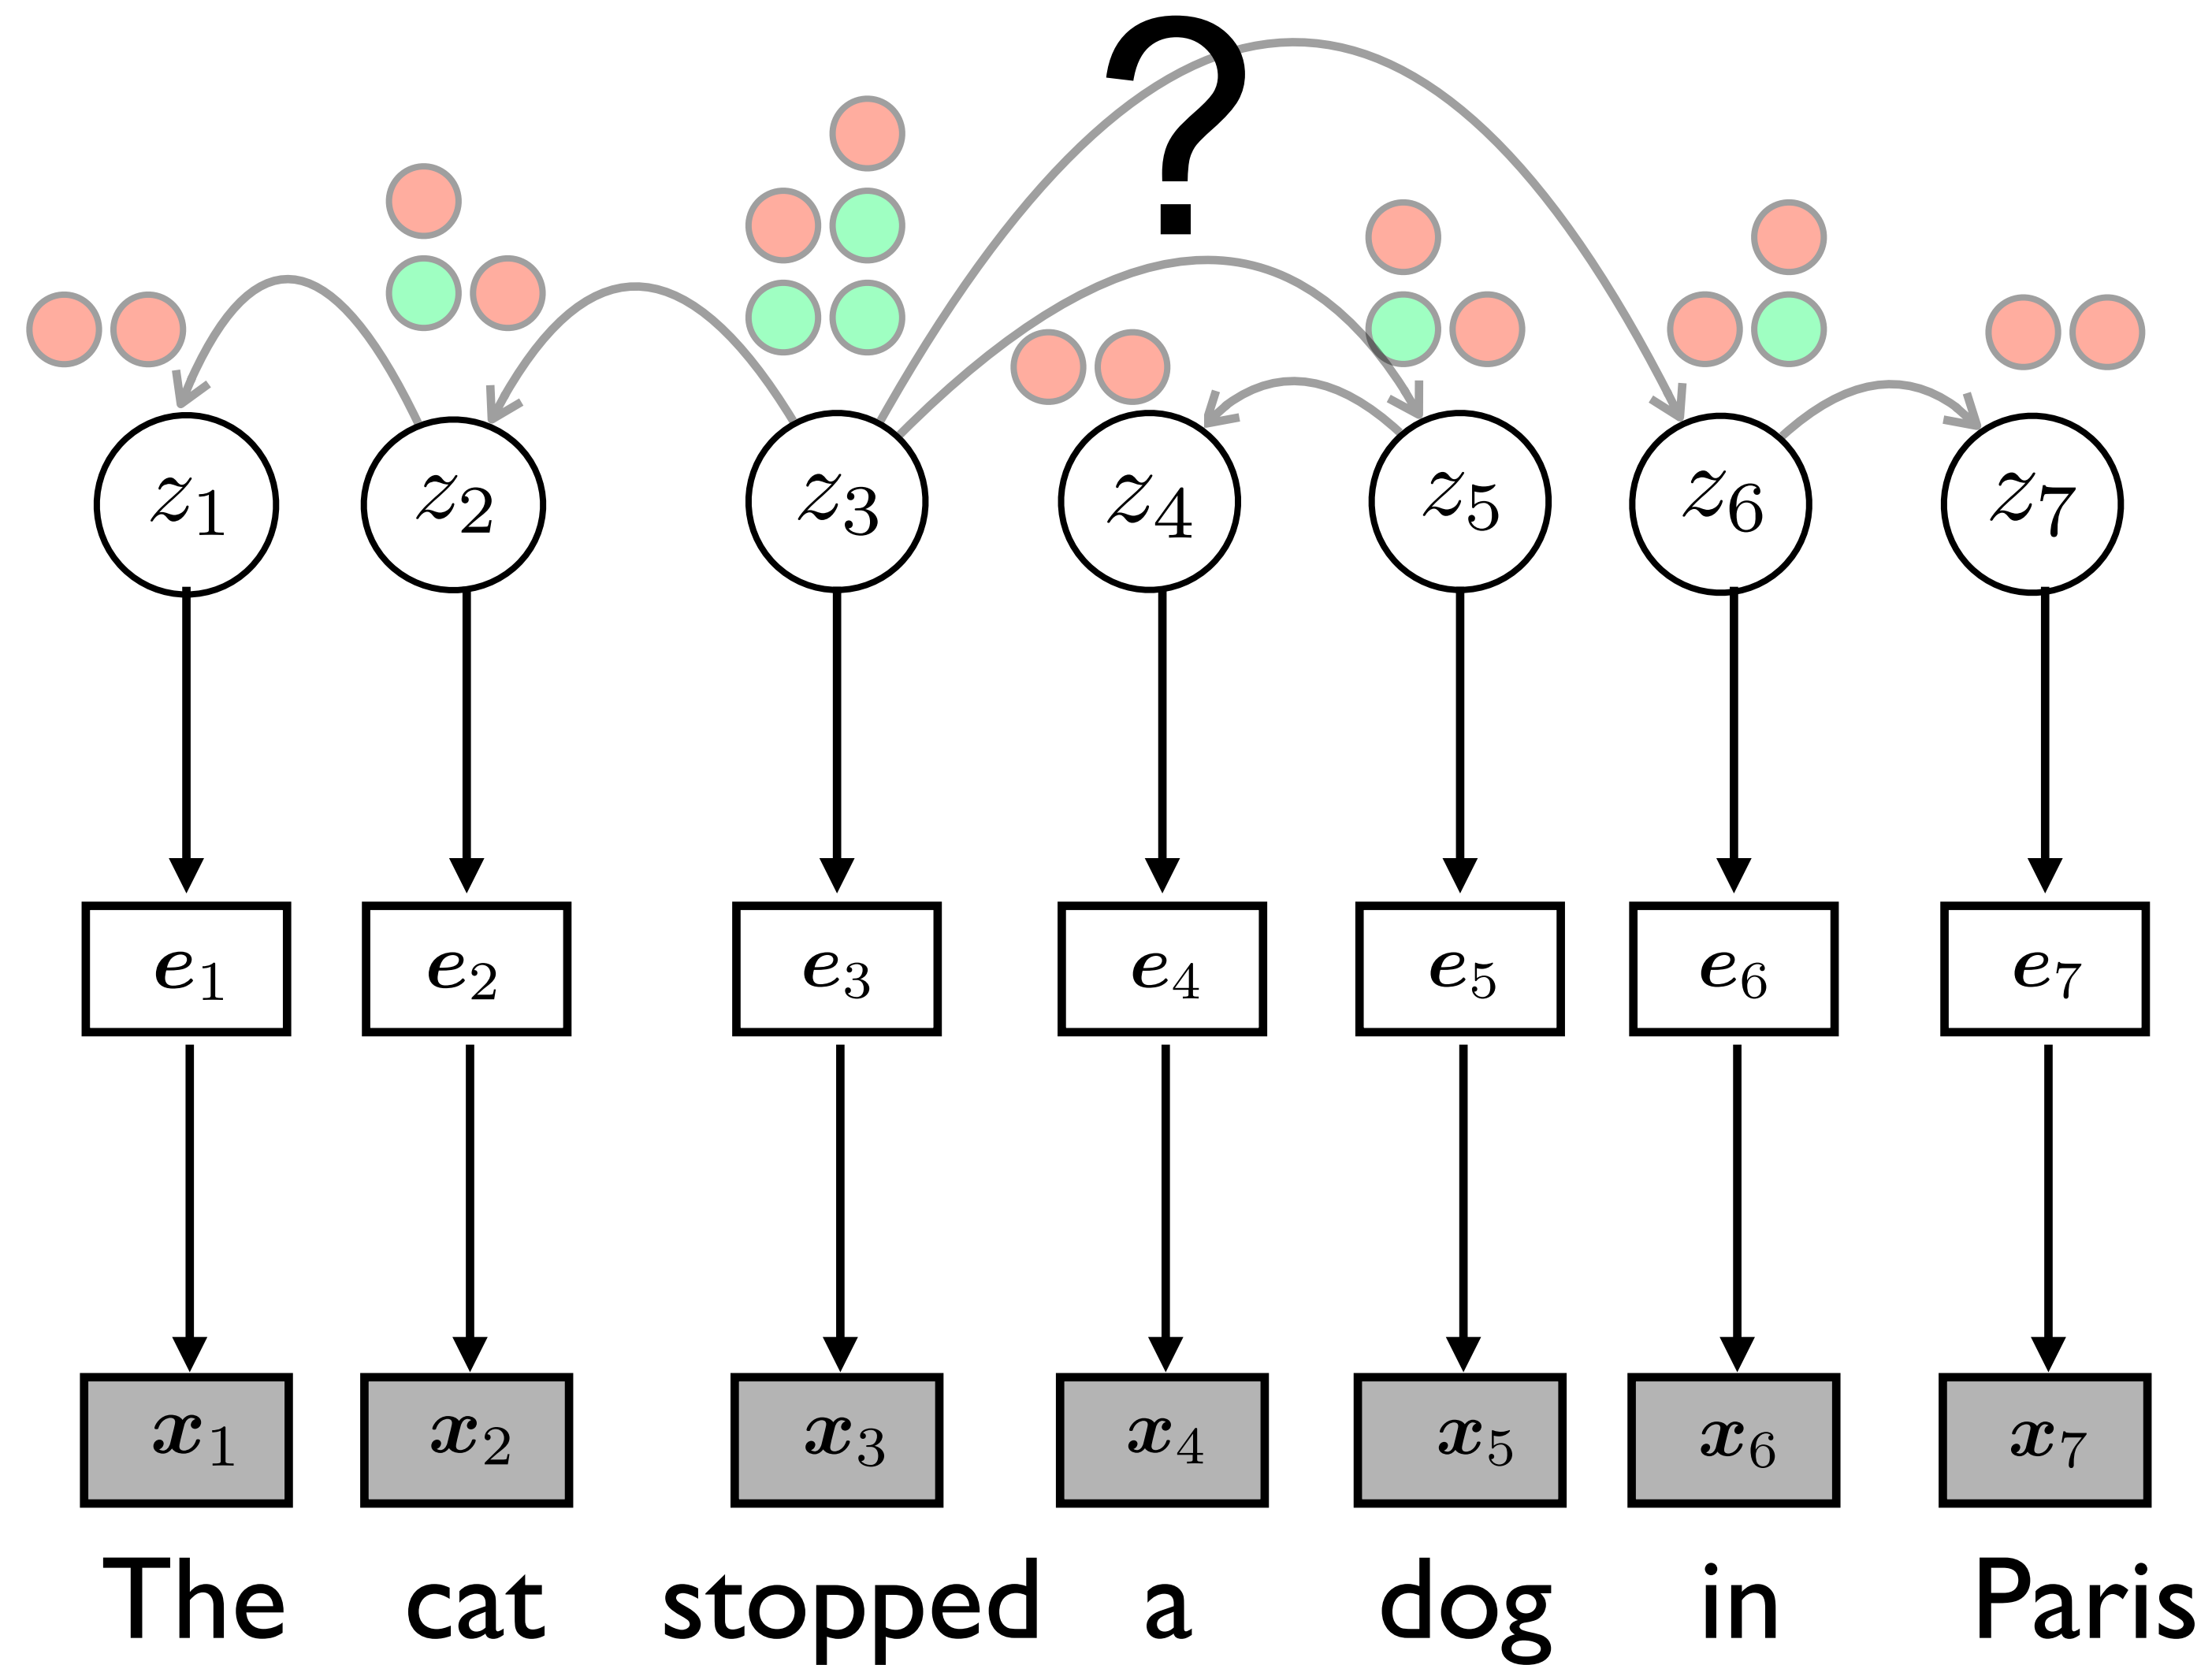 ?
z1 z2 z3 z4 z5 z6 z7
e1 e2 e3 e4 e5 e6 e7
x1 x2 x3 x4 x5 x6 x7
The cat stopped a dog in Paris